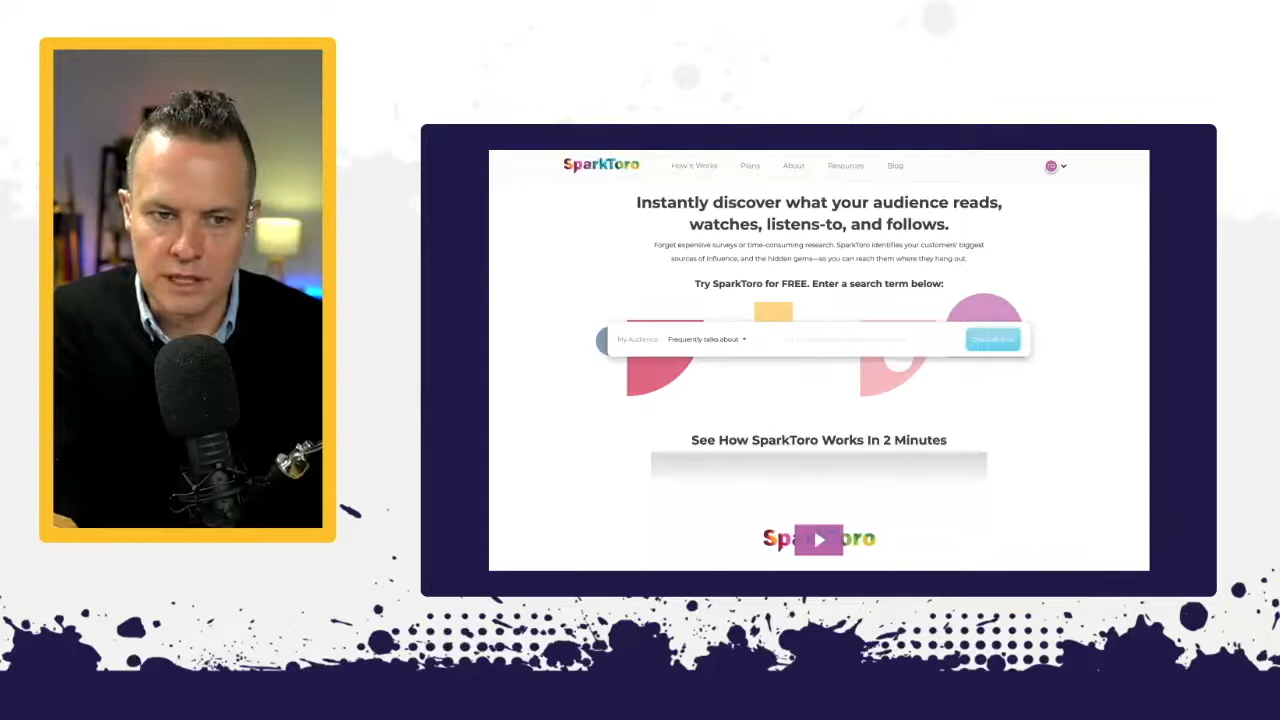 SparkToro
How It Works
Plans
About
Resources
Blog
Instantly discover what your audience reads,
watches, listens-to, and follows.
Forget expensive surveys or time-consuming research. SparkToro identifies your customers' biggest
sources of influence, and the hidden gems—so you can reach them where they hang out.
Try SparkToro for FREE. Enter a search term below:
My Audience
Frequently talks about
Discover Now
See How SparkToro Works In 2 Minutes